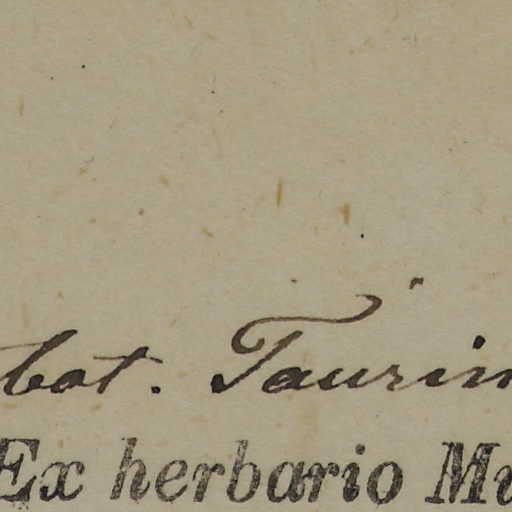 bot. Taurin
Ex herbario Mu